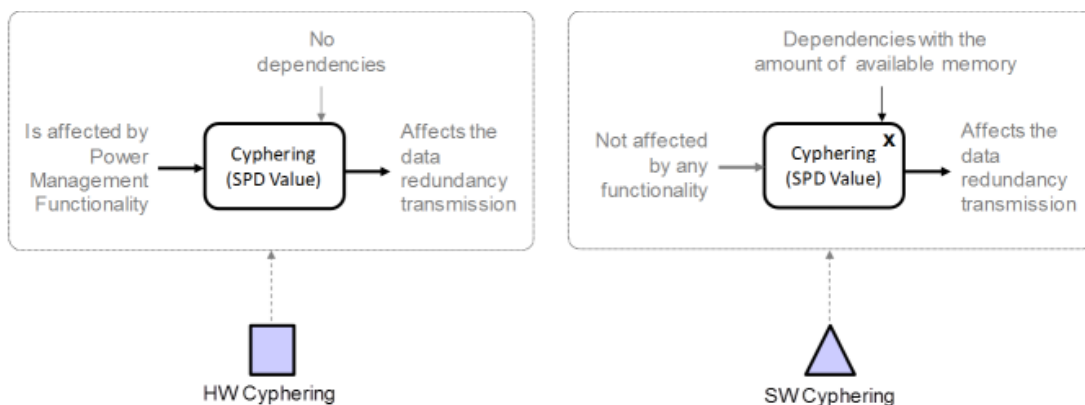 No
dependencies
Is affected by
Power
Management
Functionality
Cyphering
(SPD Value)
Affects the
data
redundancy
transmission
HW Cyphering
Dependencies with the
amount of available memory
Not affected
by any
functionality
X
Cyphering
(SPD Value)
Affects the
data
redundancy
transmission
SW Cyphering